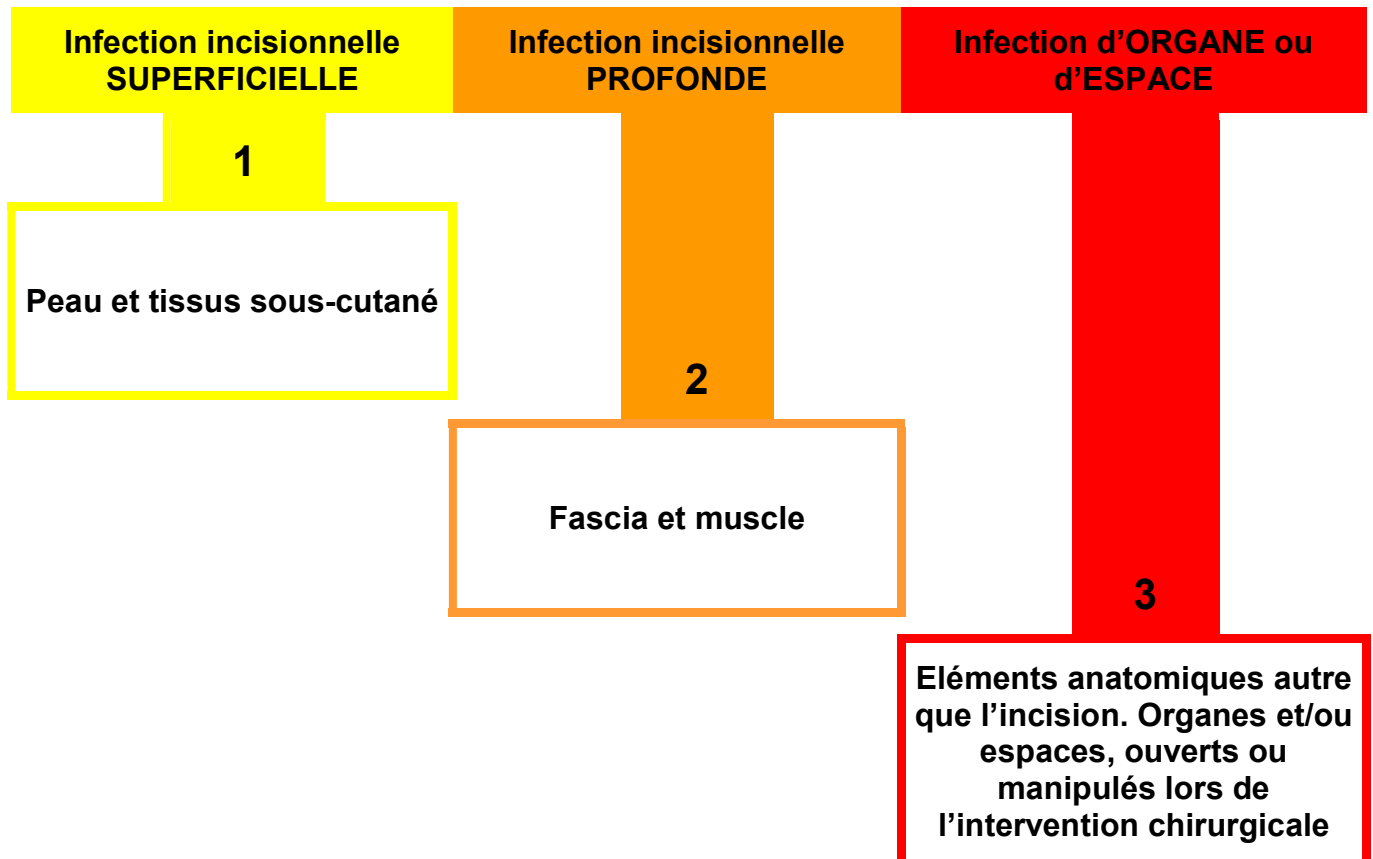 Infection incisionnelle
SUPERFICIELLE
Infection incisionnelle
PROFONDE
Infection d’ORGANE ou
d’ESPACE
1
Peau et tissus sous-cutané
2
Fascia et muscle
3
Eléments anatomiques autre
que l’incision. Organes et/ou
espaces, ouverts ou
manipulés lors de
l’intervention chirurgicale